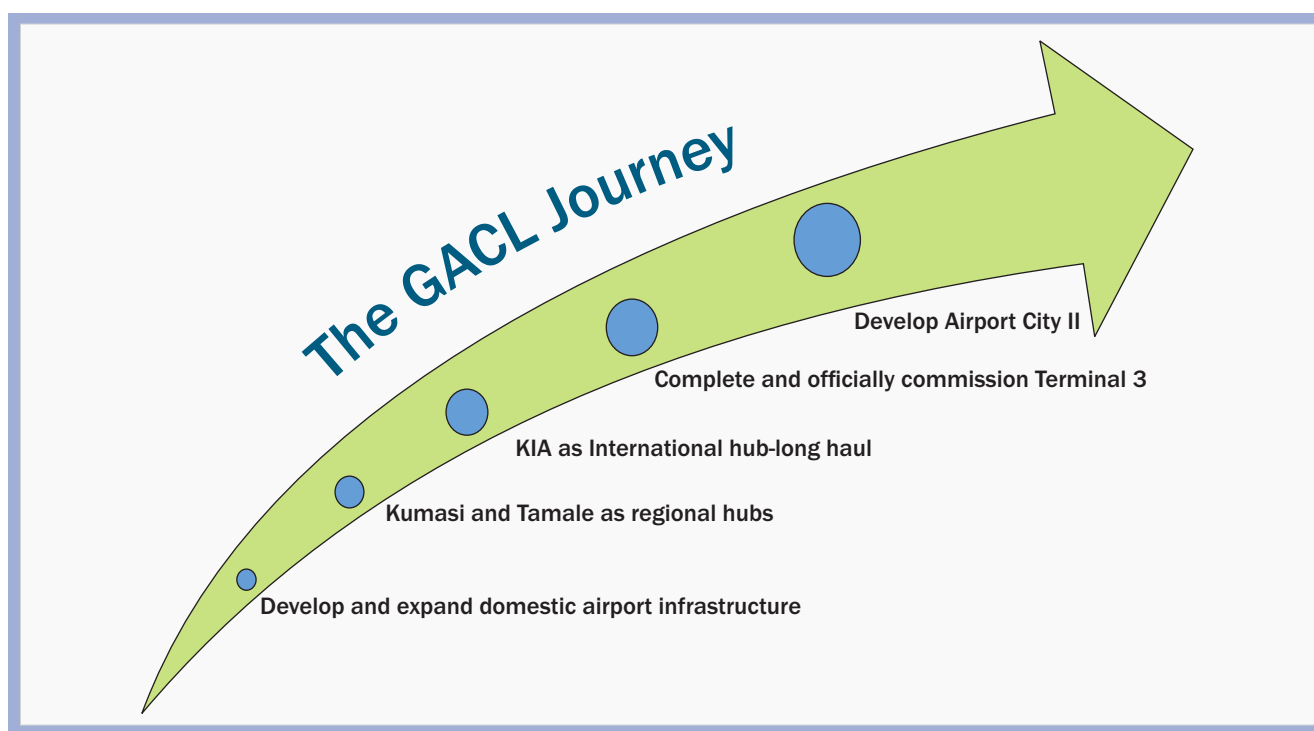 The GACL Journey
Develop Airport City II
Complete and officially commission Terminal 3
KIA as International hub-long haul
Kumasi and Tamale as regional hubs
Develop and expand domestic airport infrastructure